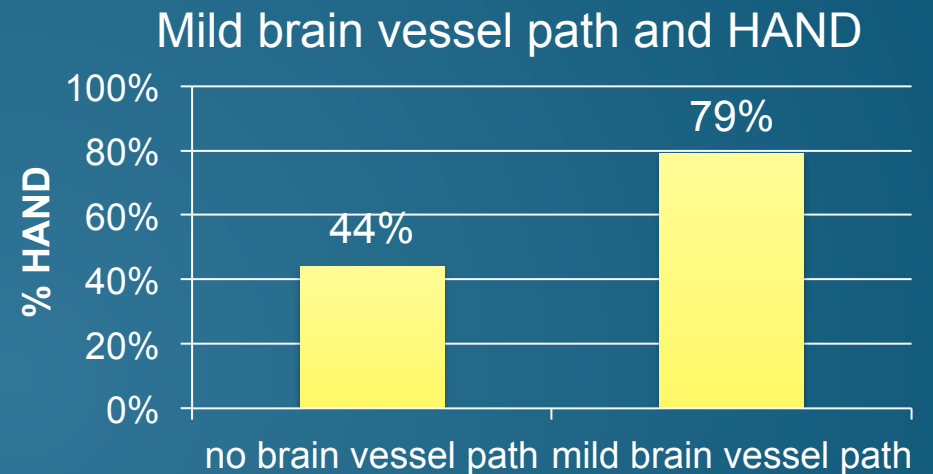 Mild brain vessel path and HAND
% HAND
100%
80%
60%
40%
20%
0%
44%
79%
no brain vessel path mild brain vessel path